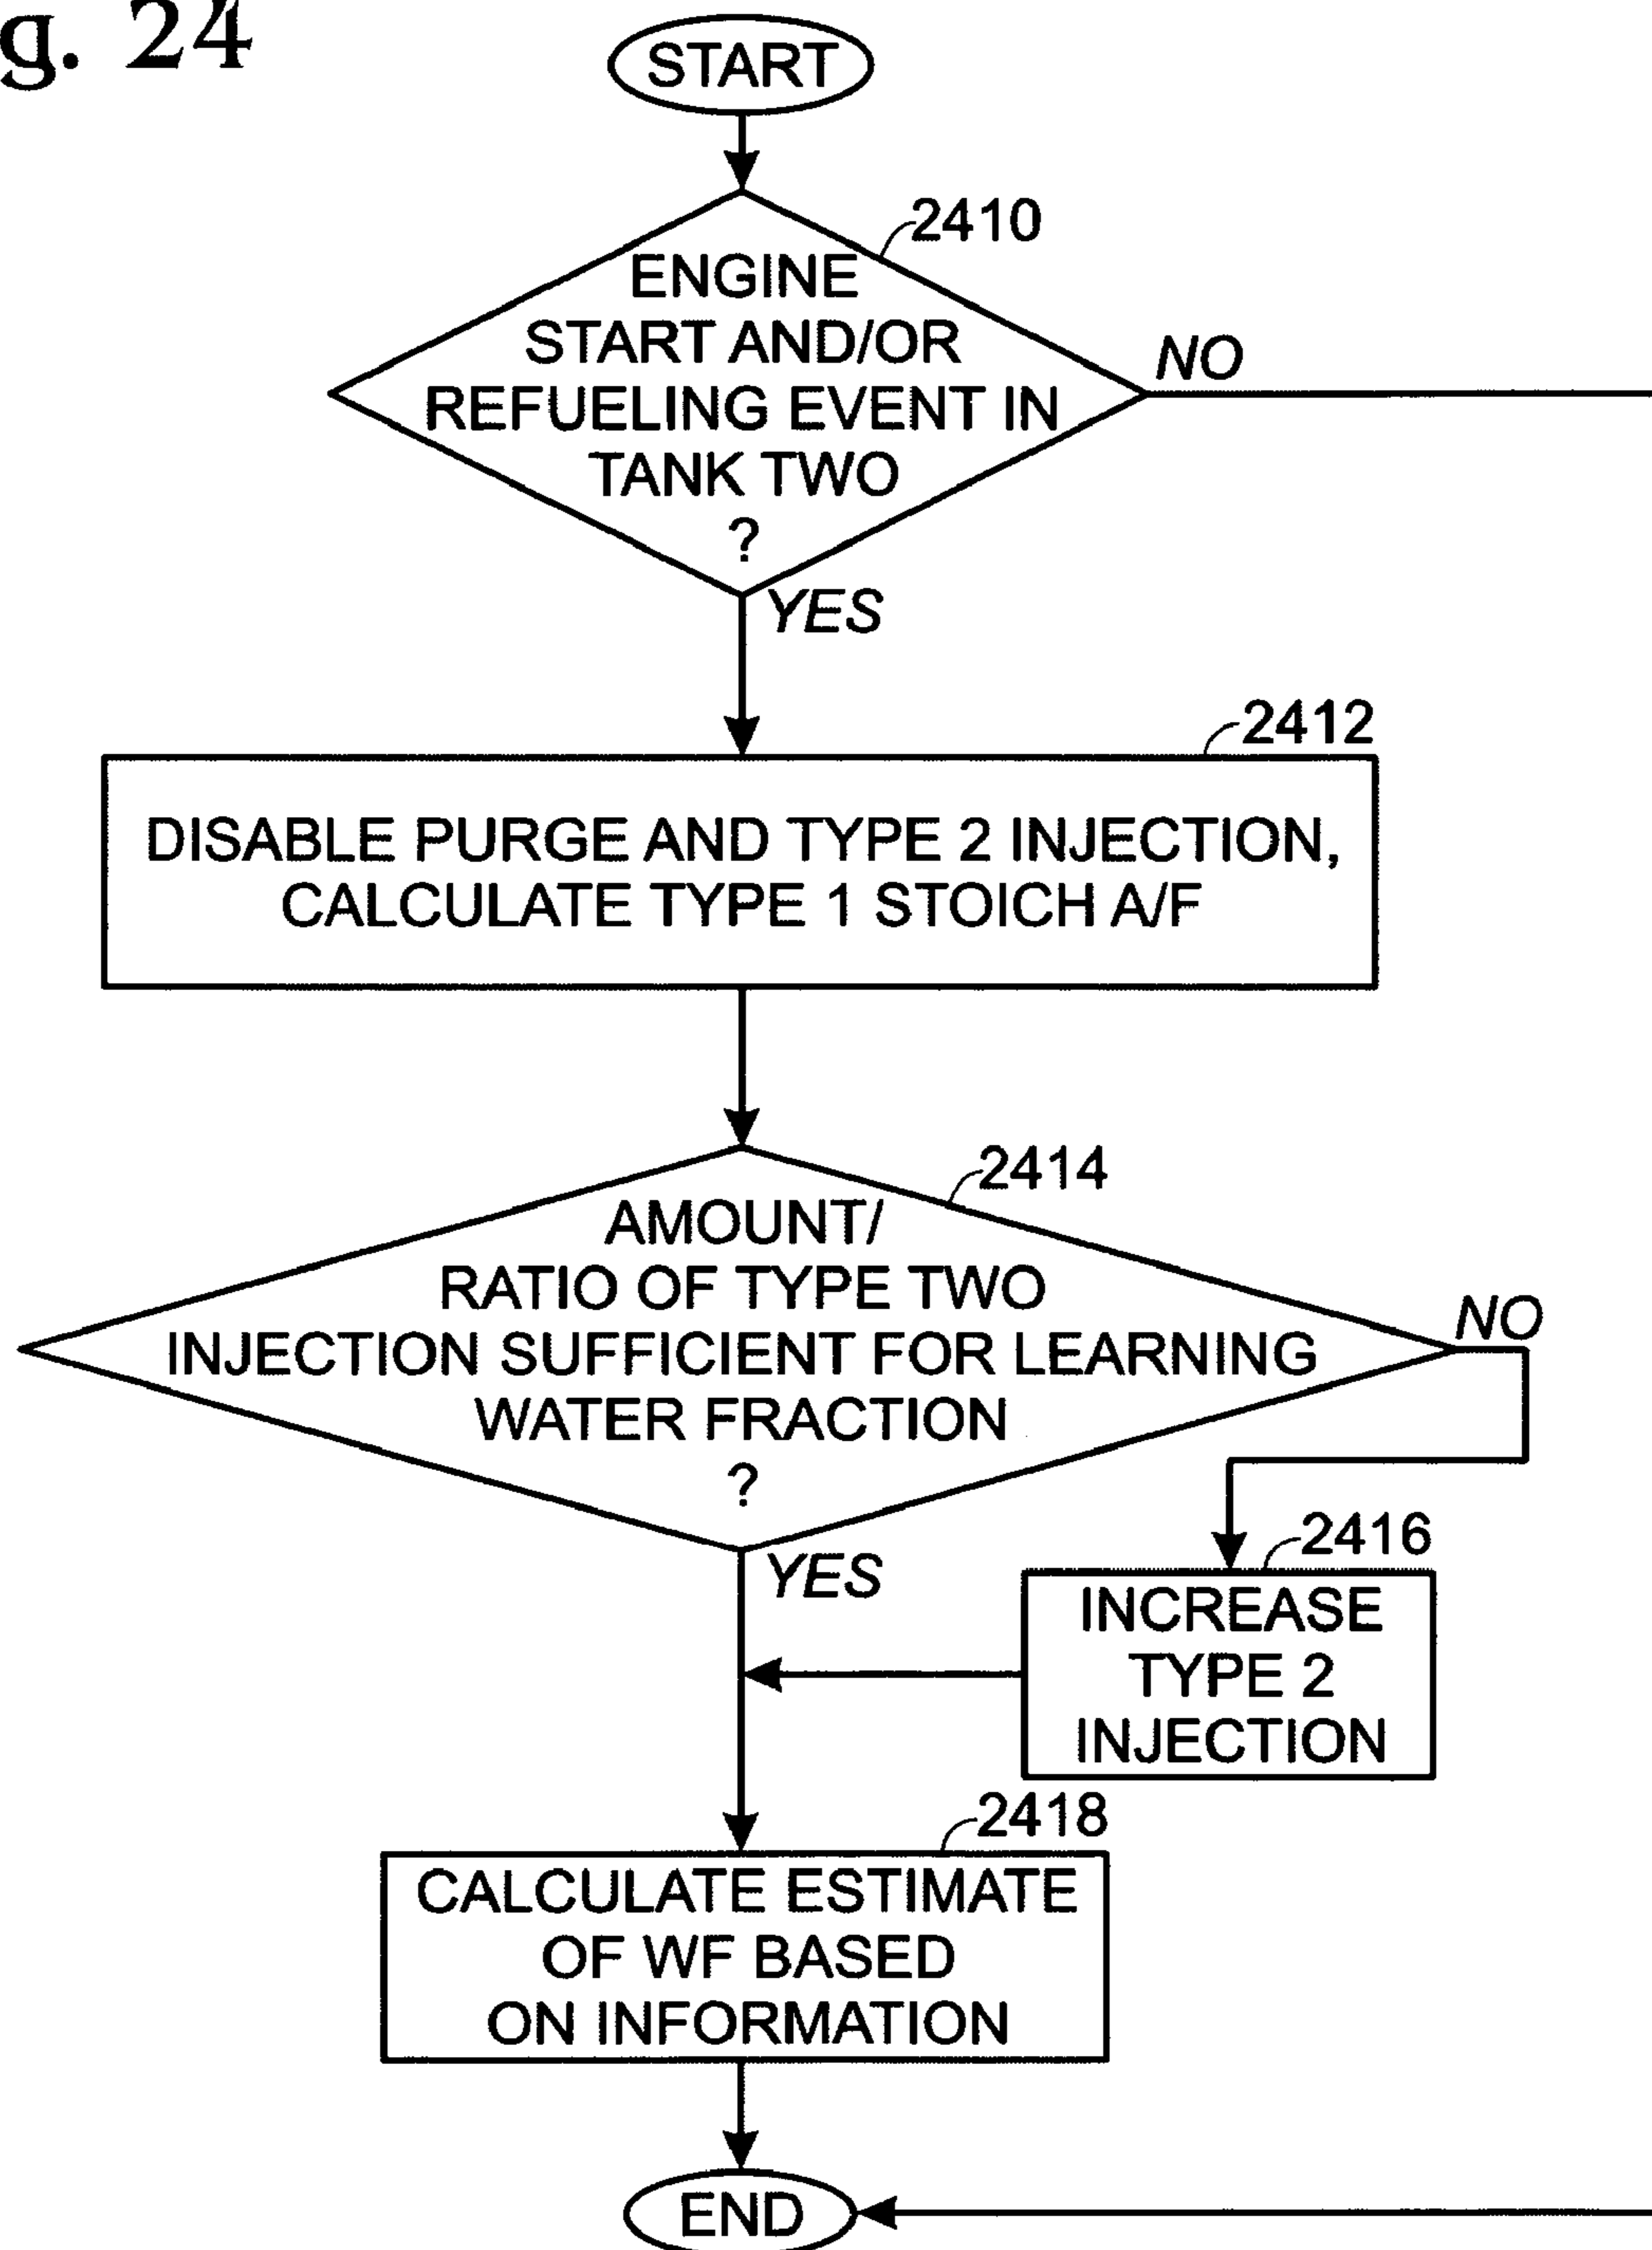 g. 24
START
2410
ENGINE
START AND/OR
REFUELING EVENT IN
TANK TWO
?
NO
YES
2412
DISABLE PURGE AND TYPE 2 INJECTION,
CALCULATE TYPE 1 STOICH A/F
2414
AMOUNT/
RATIO OF TYPE TWO
INJECTION SUFFICIENT FOR LEARNING
WATER FRACTION
?
NO
YES
2416
INCREASE
TYPE 2
INJECTION
2418
CALCULATE ESTIMATE
OF WF BASED
ON INFORMATION
END